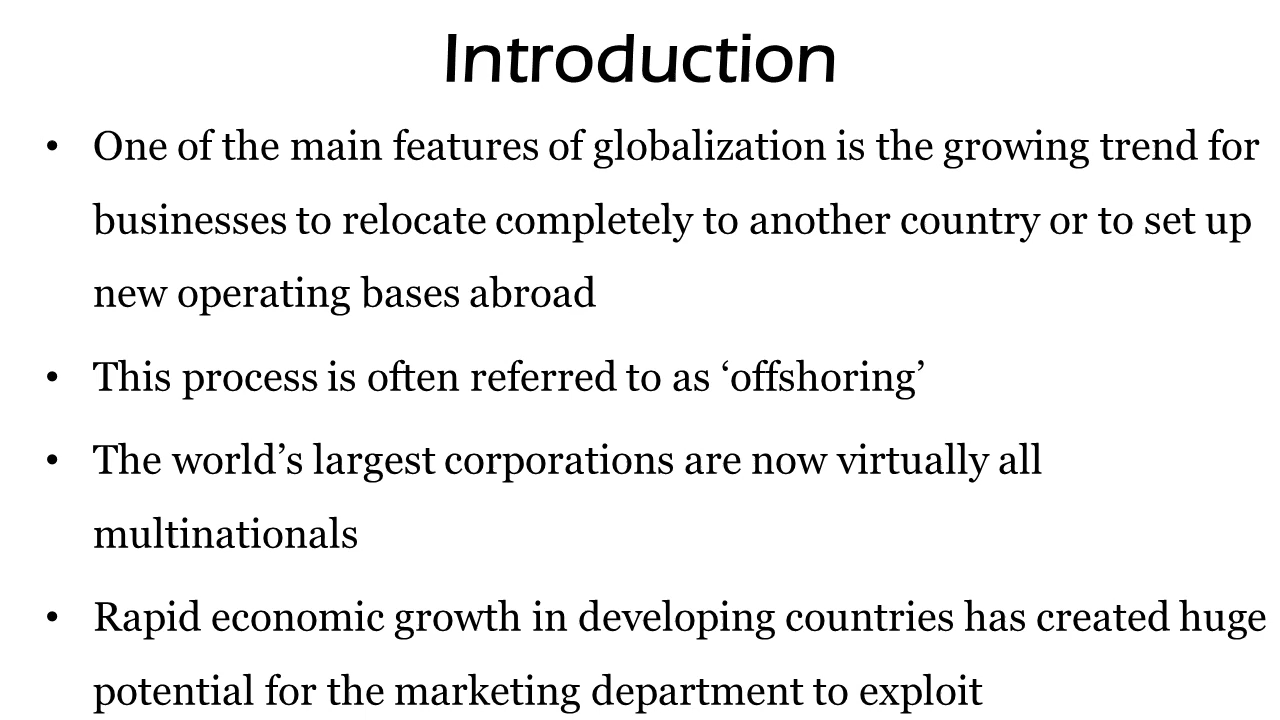 Introduction
• One of the main features of globalization is the growing trend for
businesses to relocate completely to another country or to set up
new operating bases abroad
• This process is often referred to as ‘offshoring’
• The world’s largest corporations are now virtually all
multinationals
• Rapid economic growth in developing countries has created huge
potential for the marketing department to exploit